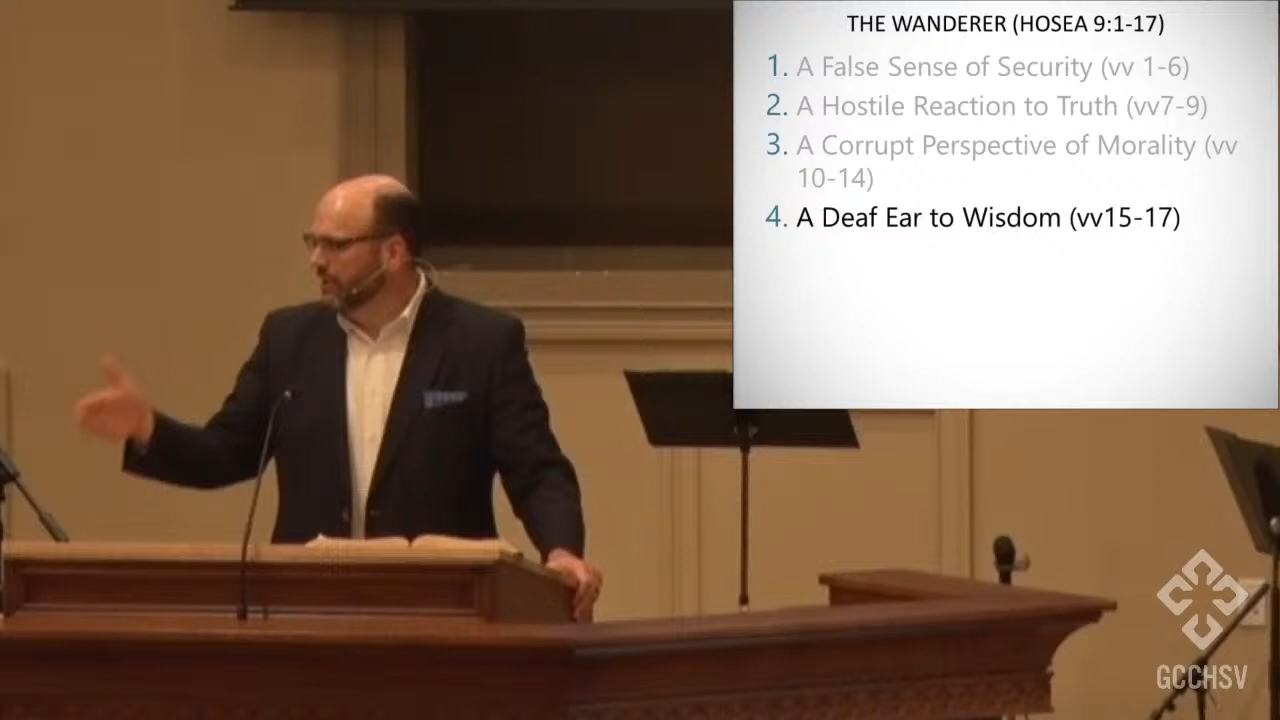 THE WANDERER (HOSEA 9:1-17)
1. A False Sense of Security (vv 1-6)
2. A Hostile Reaction to Truth (vv7-9)
3. A Corrupt Perspective of Morality (vv
10-14)
4. A Deaf Ear to Wisdom (vv15-17)
GCCHSV